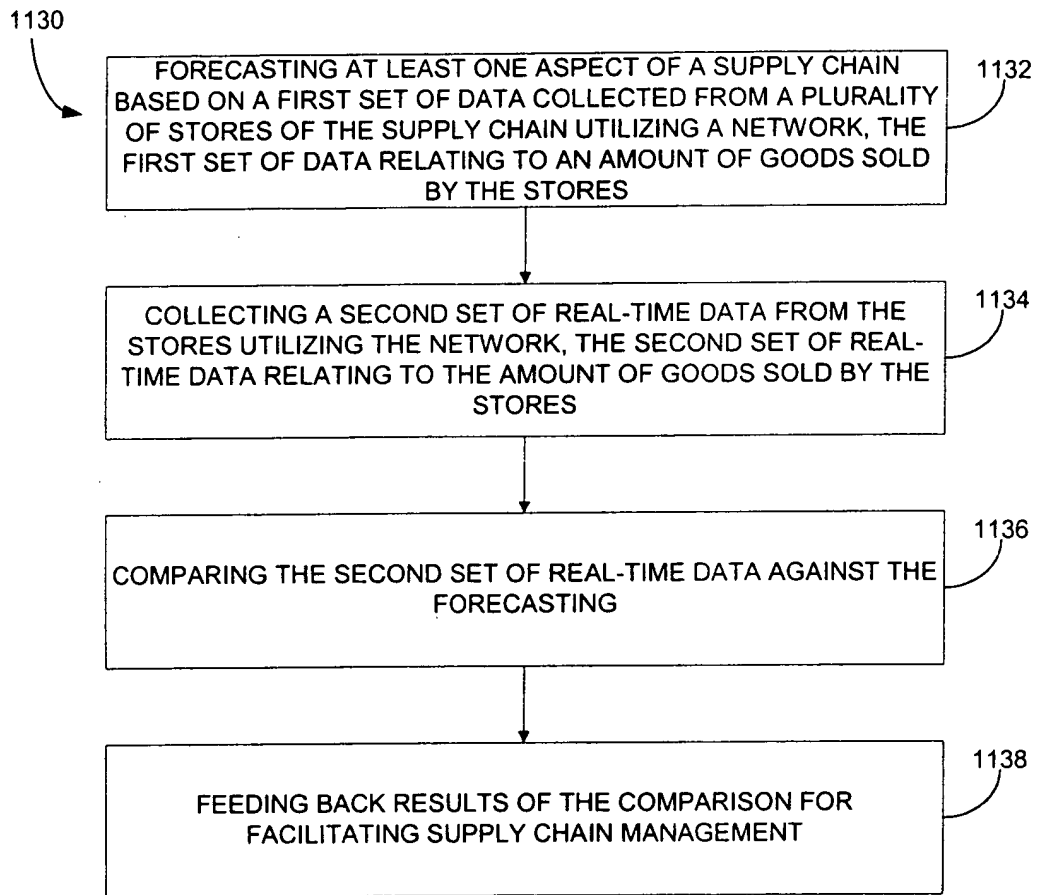 1130
FORECASTING AT LEAST ONE ASPECT OF A SUPPLY CHAIN
BASED ON A FIRST SET OF DATA COLLECTED FROM A PLURALITY
OF STORES OF THE SUPPLY CHAIN UTILIZING A NETWORK, THE
FIRST SET OF DATA RELATING TO AN AMOUNT OF GOODS SOLD
BY THE STORES
1132
COLLECTING A SECOND SET OF REAL-TIME DATA FROM THE
STORES UTILIZING THE NETWORK, THE SECOND SET OF REAL-
TIME DATA RELATING TO THE AMOUNT OF GOODS SOLD BY THE
STORES
1134
COMPARING THE SECOND SET OF REAL-TIME DATA AGAINST THE
FORECASTING
1136
FEEDING BACK RESULTS OF THE COMPARISON FOR
FACILITATING SUPPLY CHAIN MANAGEMENT
1138